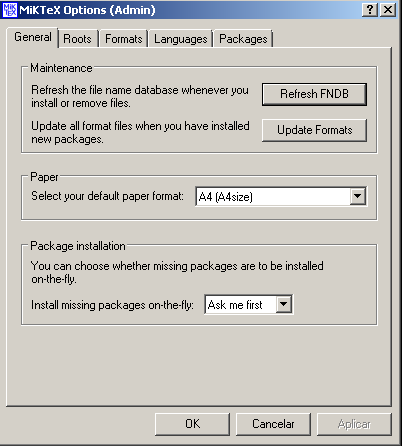 MiKTeX Options (Admin)
General Roots Formats Languages Packages
Maintenance
Refresh the file name database whenever you
install or remove files.
Refresh FNDB
Update all format files when you have installed
new packages.
Update Formats
Paper
Select your default paper format: A4 (A4size)
Package installation
You can choose whether missing packages are to be installed
on-the-fly.
Install missing packages on-the-fly: Ask me first
OK Cancelar Aplicar